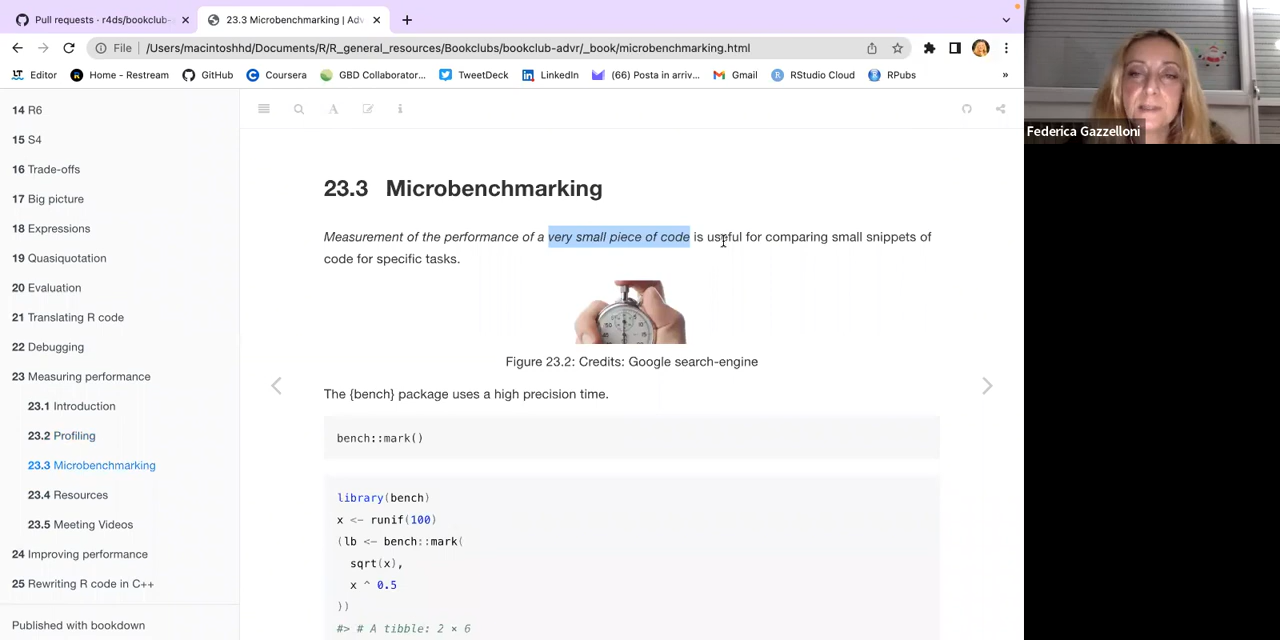 Pull requests · r4ds/bookclub-
23.3 Microbenchmarking | Adv
File
/Users/macintoshhd/Documents/R/R_general_resources/Bookclubs/bookclub-advr/_book/microbenchmarking.html
Editor
Home - Restream
GitHub
Coursera
GBD Collaborator...
TweetDeck
LinkedIn
(66) Posta in arriv...
Gmail
RStudio Cloud
RPubs
»
Federica Gazzelloni
14 R6
15 S4
16 Trade-offs
17 Big picture
18 Expressions
19 Quasiquotation
20 Evaluation
21 Translating R code
22 Debugging
23 Measuring performance
23.1 Introduction
23.2 Profiling
23.3 Microbenchmarking
23.4 Resources
23.5 Meeting Videos
24 Improving performance
25 Rewriting R code in C++
Published with bookdown
23.3 Microbenchmarking
Measurement of the performance of a very small piece of code is useful for comparing small snippets of
code for specific tasks.
Figure 23.2: Credits: Google search-engine
The {bench} package uses a high precision time.
bench::mark()
library(bench)
x <- runif(100)
(lb <- bench::mark(
sqrt(x),
x ^ 0.5
))
#> # A tibble: 2 × 6